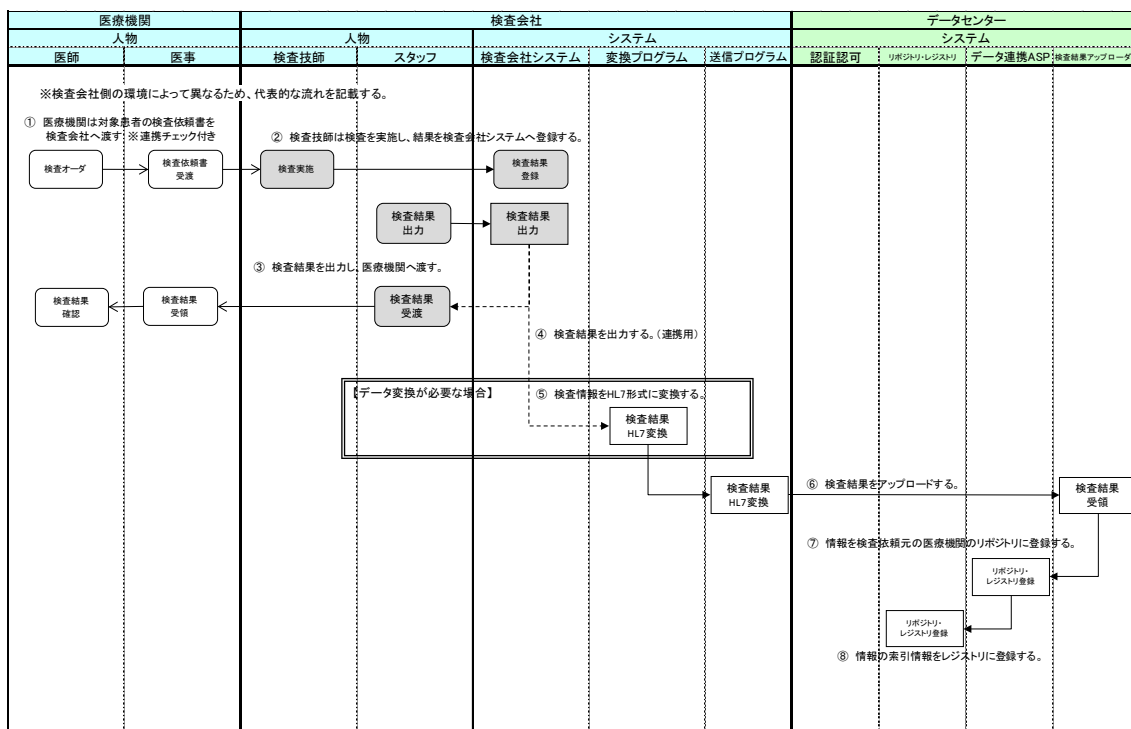 医療機関
検査会社
データセンター
人物
人物
システム
システム
医師
医事
検査技師
スタッフ
検査会社システム
変換プログラム
送信プログラム
認証認可
リポジトリ・レジストリ
データ連携ASP
検査結果アップローダ
※検査会社側の環境によって異なるため、代表的な流れを記載する。
① 医療機関は対象患者の検査依頼書を
検査会社へ渡す ※連携チェック付き
② 検査技師は検査を実施し、結果を検査会社システムへ登録する。
検査オーダ
検査依頼書
受渡
検査実施
検査結果
登録
検査結果
出力
検査結果
出力
③ 検査結果を出力し、医療機関へ渡す。
検査結果
確認
検査結果
受領
検査結果
受渡
④ 検査結果を出力する。（連携用）
【データ変換が必要な場合】
⑤ 検査情報をHL7形式に変換する。
検査結果
HL7変換
検査結果
HL7変換
⑥ 検査結果をアップロードする。
検査結果
受領
⑦ 情報を検査依頼元の医療機関のリポジトリに登録する。
リポジトリ・
レジストリ登録
リポジトリ・
レジストリ登録
⑧ 情報の索引情報をレジストリに登録する。